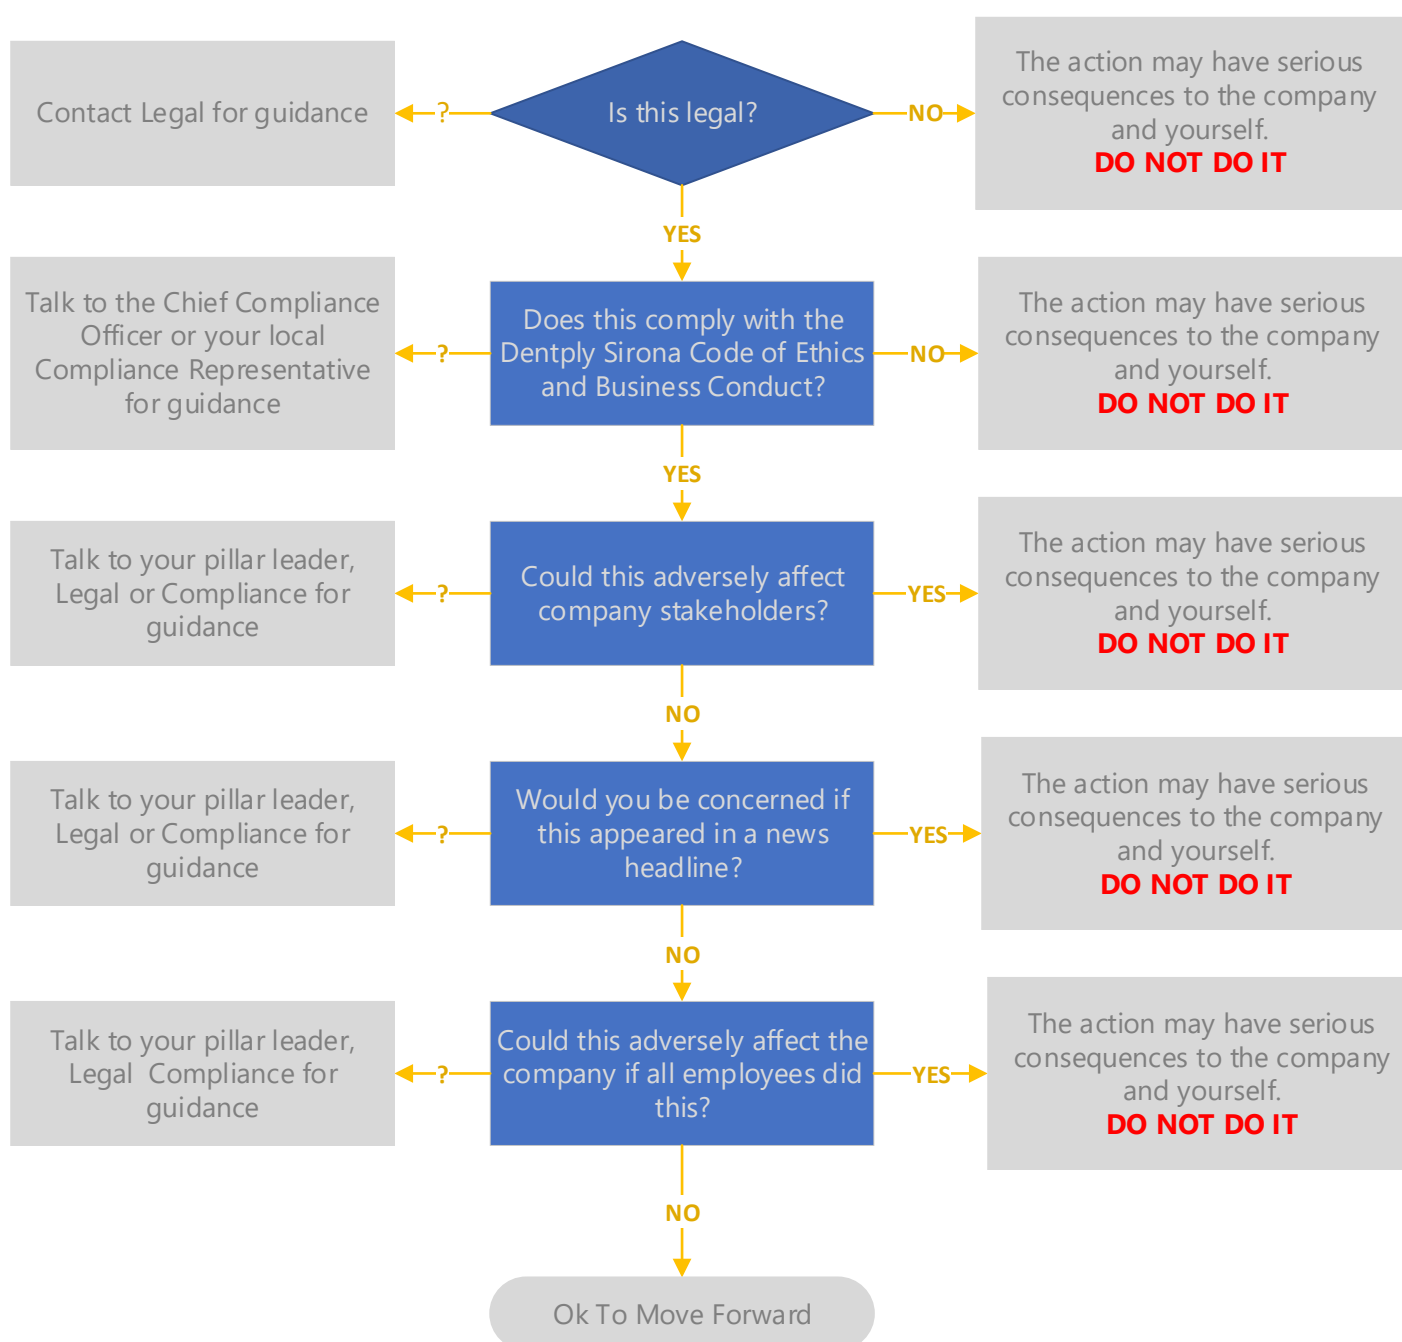 Contact Legal for guidance
?
Is this legal?
NO
The action may have serious
consequences to the company
and yourself.
DO NOT DO IT
YES
Talk to the Chief Compliance
Officer or your local
Compliance Representative
for guidance
?
Does this comply with the
Dentply Sirona Code of Ethics
and Business Conduct?
NO
The action may have serious
consequences to the company
and yourself.
DO NOT DO IT
YES
Talk to your pillar leader,
Legal or Compliance for
guidance
?
Could this adversely affect
company stakeholders?
YES
The action may have serious
consequences to the company
and yourself.
DO NOT DO IT
NO
Talk to your pillar leader,
Legal or Compliance for
guidance
?
Would you be concerned if
this appeared in a news
headline?
YES
The action may have serious
consequences to the company
and yourself.
DO NOT DO IT
NO
Talk to your pillar leader,
Legal  Compliance for
guidance
?
Could this adversely affect the
company if all employees did
this?
YES
The action may have serious
consequences to the company
and yourself.
DO NOT DO IT
NO
Ok To Move Forward